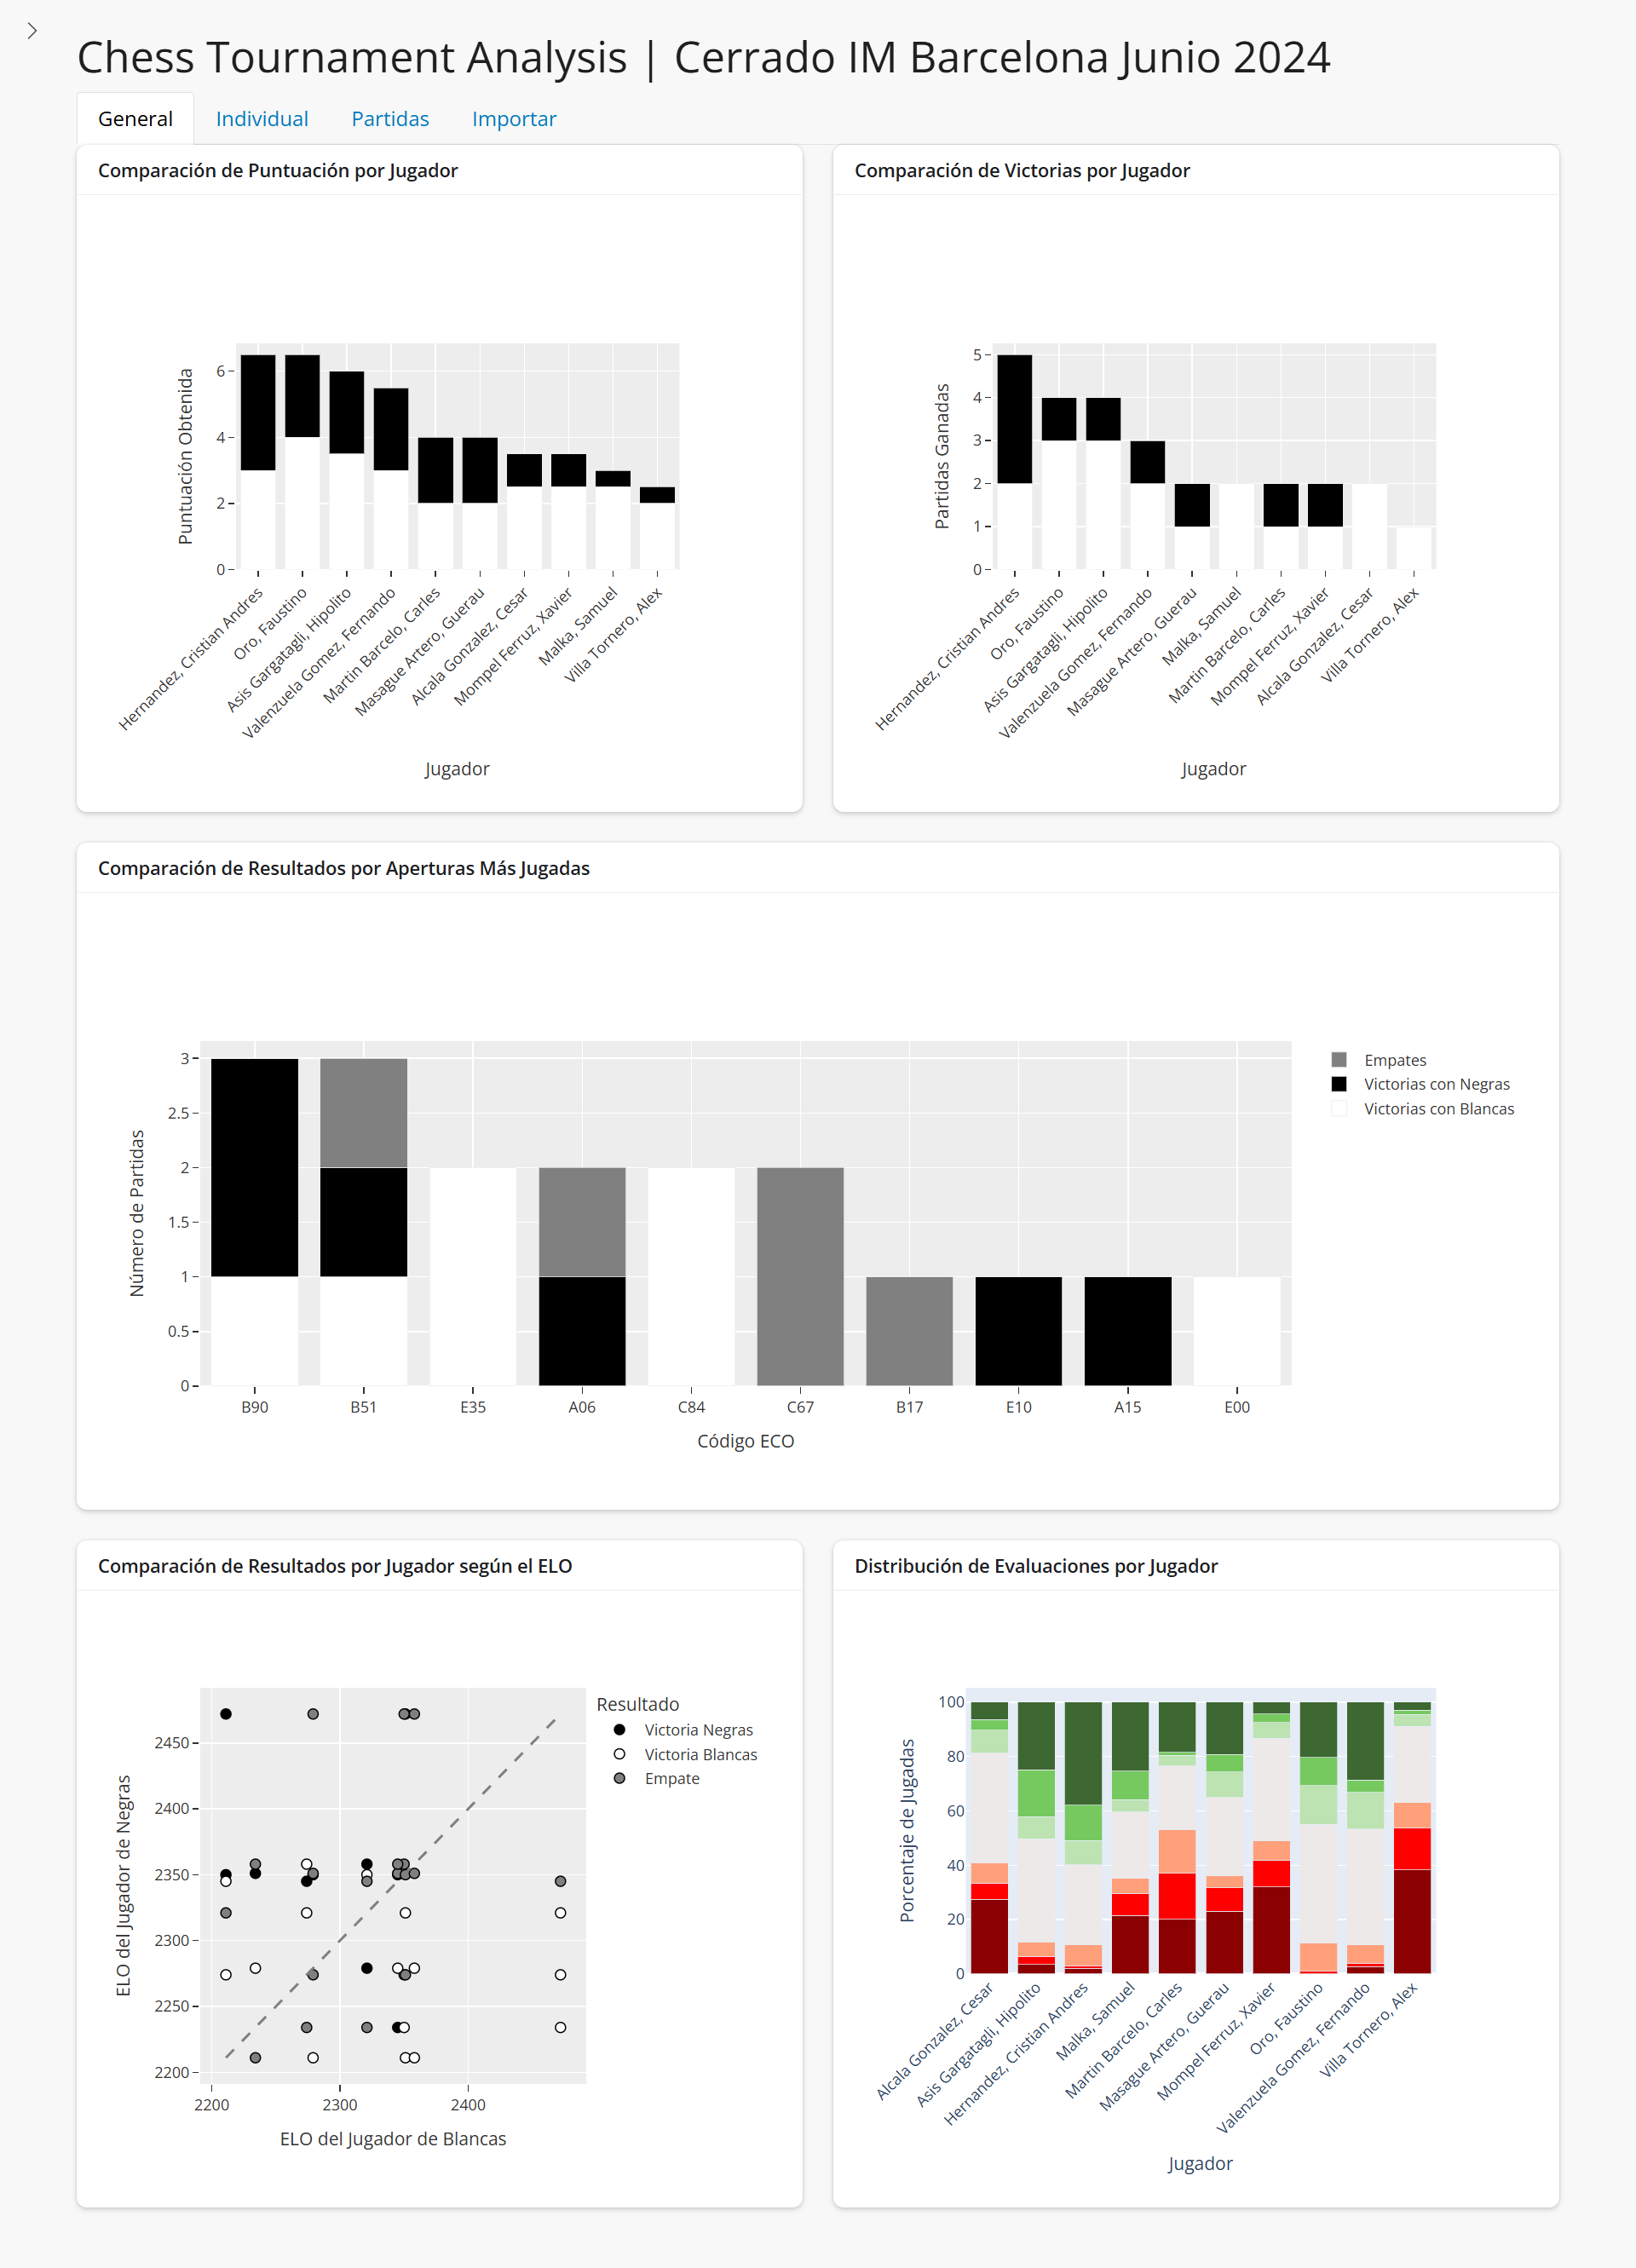 Chess Tournament Analysis | Cerrado IM Barcelona Junio 2024
General
Individual
Partidas
Importar
Comparación de Puntuación por Jugador
Puntuación Obtenida
6
4
2
0
Hernandez, Cristian Andres
Oro, Faustino
Asis Gargatagli, Hipolito
Valenzuela Gomez, Fernando
Martin Barcelo, Carles
Masague Artero, Guerau
Alcala Gonzalez, Cesar
Mompel Ferruz, Xavier
Malka, Samuel
Villa Tornero, Alex
Jugador
Comparación de Victorias por Jugador
Partidas Ganadas
5
4
3
2
1
0
Hernandez, Cristian Andres
Oro, Faustino
Asis Gargatagli, Hipolito
Valenzuela Gomez, Fernando
Masague Artero, Guerau
Malka, Samuel
Martin Barcelo, Carles
Mompel Ferruz, Xavier
Alcala Gonzalez, Cesar
Villa Tornero, Alex
Jugador
Comparación de Resultados por Aperturas Más Jugadas
Número de Partidas
3
2.5
2
1.5
1
0.5
0
B90
B51
E35
A06
C84
C67
B17
E10
A15
E00
Código ECO
Empates
Victorias con Negras
Victorias con Blancas
Comparación de Resultados por Jugador según el ELO
ELO del Jugador de Negras
2450
2400
2350
2300
2250
2200
2200
2300
2400
ELO del Jugador de Blancas
Resultado
Victoria Negras
Victoria Blancas
Empate
Distribución de Evaluaciones por Jugador
Porcentaje de Jugadas
100
80
60
40
20
0
Alcala Gonzalez, Cesar
Asis Gargatagli, Hipolito
Hernandez, Cristian Andres
Malka, Samuel
Martin Barcelo, Carles
Masague Artero, Guerau
Mompel Ferruz, Xavier
Oro, Faustino
Valenzuela Gomez, Fernando
Villa Tornero, Alex
Jugador